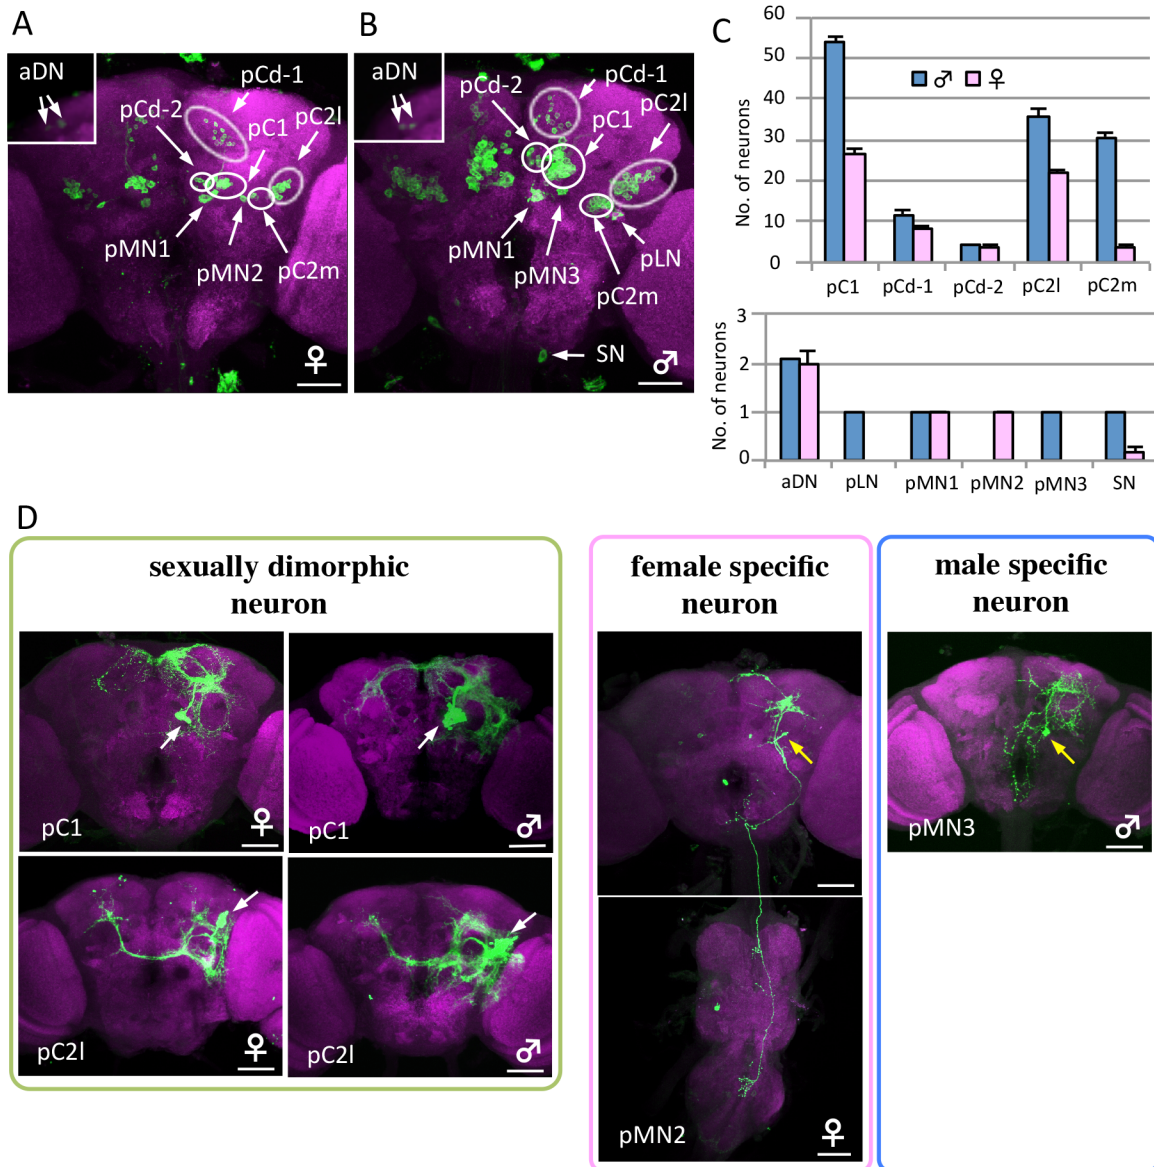 A
aDN
pCd-1
pCd-2
pC1
pC2l
pMN1
pMN2
pC2m
♀
B
aDN
pCd-1
pCd-2
pC1
pC2l
pMN1
pMN3
pLN
pC2m
SN
♂
C
No. of neurons
60
50
40
30
20
10
0
♂ ♀
pC1 pCd-1 pCd-2 pC2l pC2m
No. of neurons
3
2
1
0
aDN pLN pMN1 pMN2 pMN3 SN
D
sexually dimorphic
neuron
pC1 ♀
pC1 ♂
pC2l ♀
pC2l ♂
female specific
neuron
pMN2 ♀
male specific
neuron
pMN3 ♂